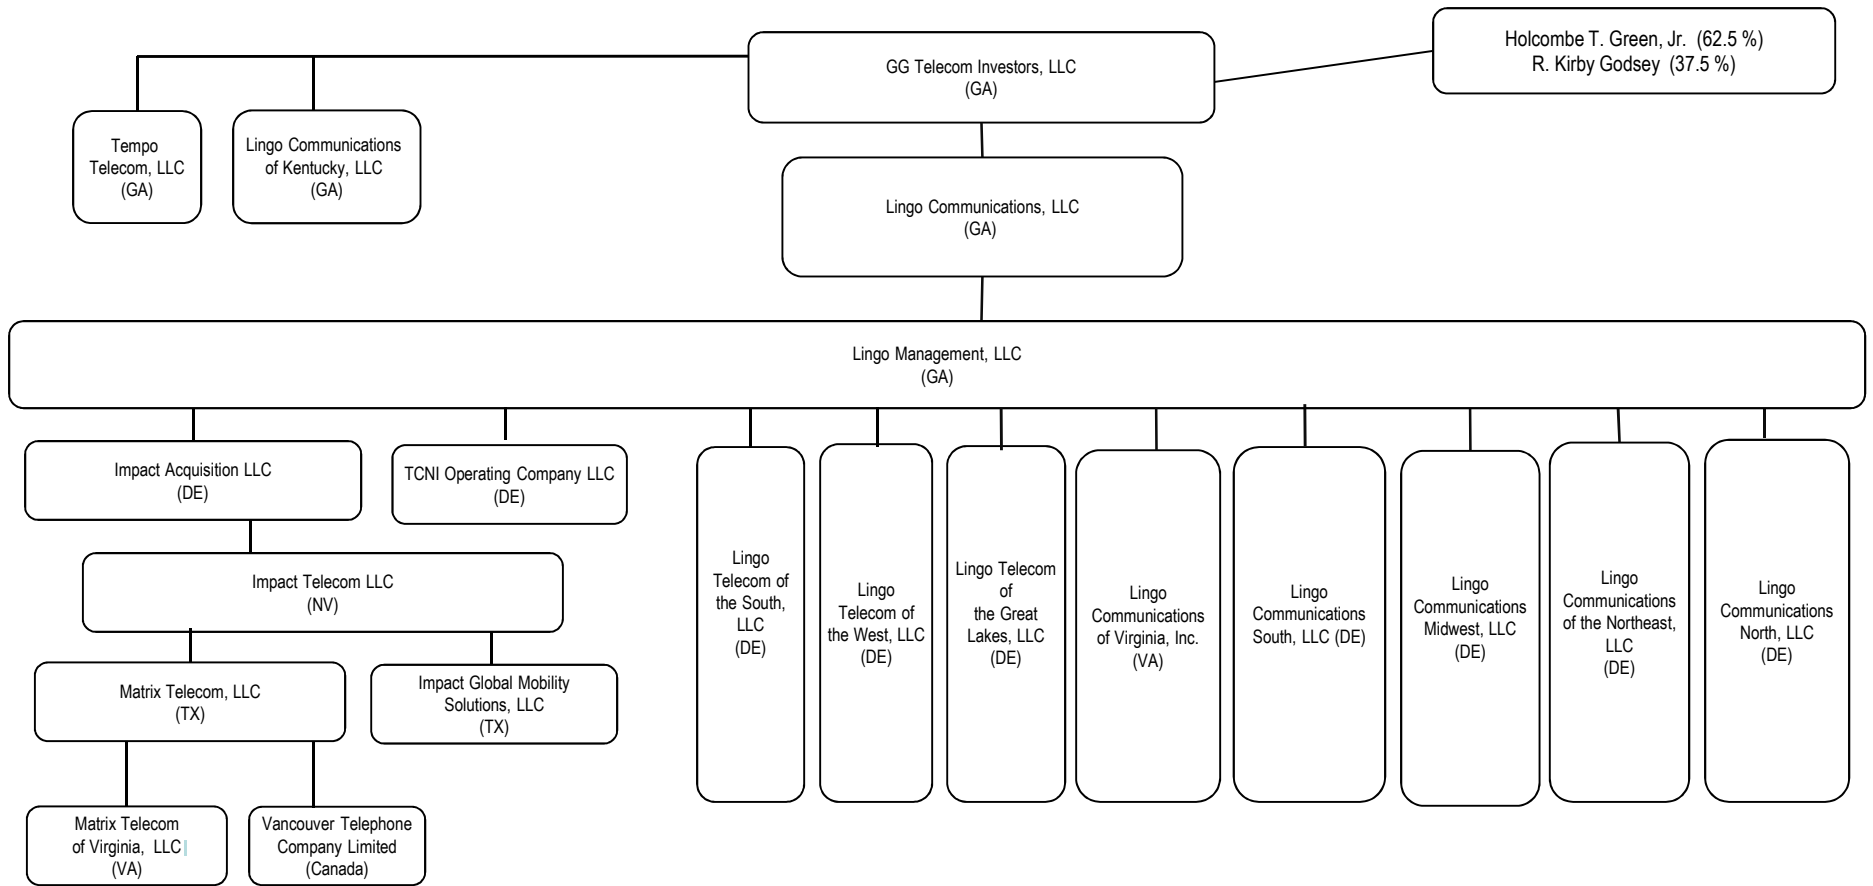 Holcombe T. Green, Jr. (62.5 %)
R. Kirby Godsey (37.5 %)
GG Telecom Investors, LLC
(GA)
Tempo
Telecom, LLC
(GA)
Lingo Communications
of Kentucky, LLC
(GA)
Lingo Communications, LLC
(GA)
Lingo Management, LLC
(GA)
Impact Acquisition LLC
(DE)
TCNI Operating Company LLC
(DE)
Impact Telecom LLC
(NV)
Matrix Telecom, LLC
(TX)
Impact Global Mobility
Solutions, LLC
(TX)
Matrix Telecom
of Virginia, LLC
(VA)
Vancouver Telephone
Company Limited
(Canada)
Lingo
Telecom of
the South,
LLC
(DE)
Lingo
Telecom of
the West, LLC
(DE)
Lingo Telecom
of
the Great
Lakes, LLC
(DE)
Lingo
Communications
of Virginia, Inc.
(VA)
Lingo
Communications
South, LLC (DE)
Lingo
Communications
Midwest, LLC
(DE)
Lingo
Communications
of the Northeast,
LLC
(DE)
Lingo
Communications
North, LLC
(DE)